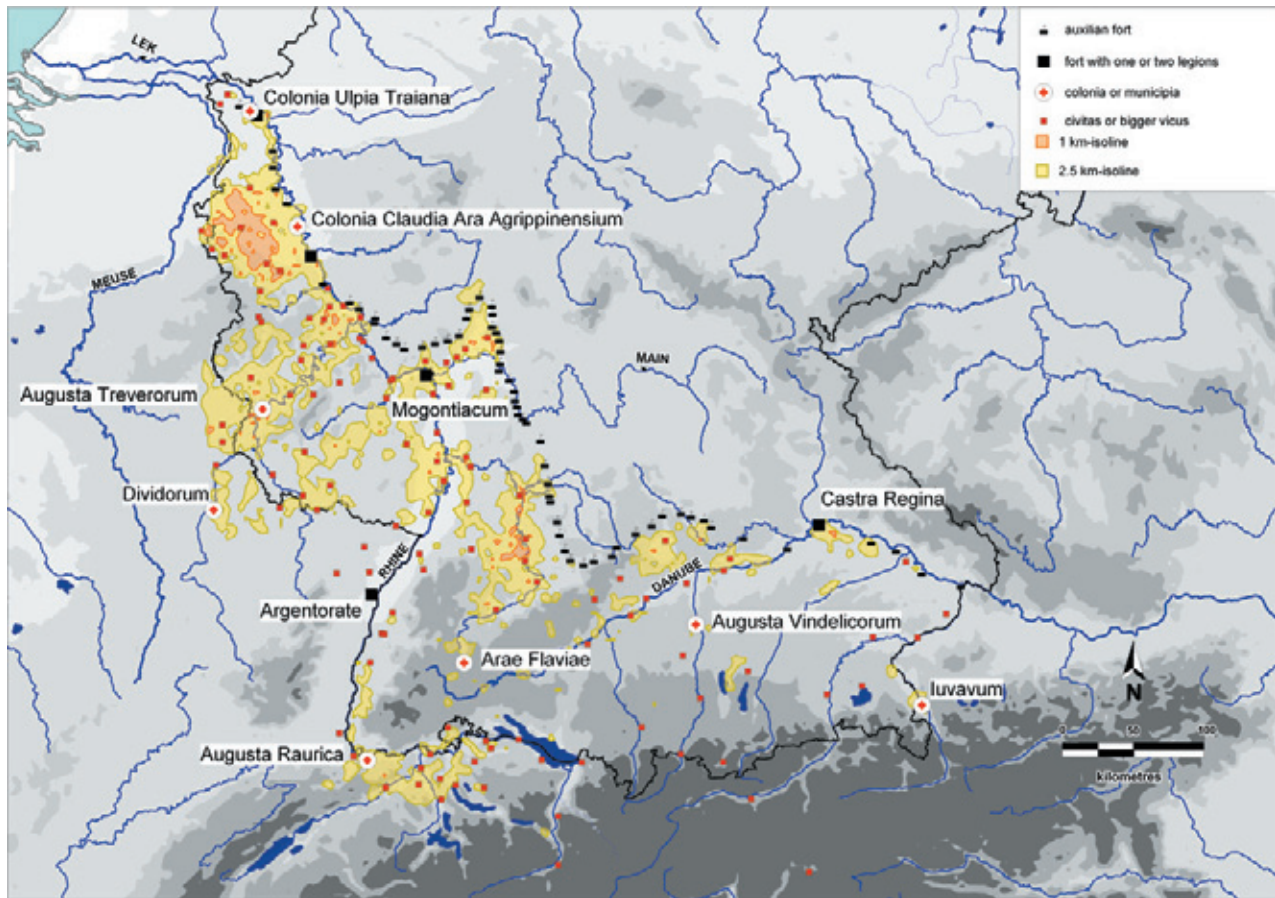 auxilian fort
fort with one or two legions
colonia or municipia
civitas or bigger vicus
1 km-isoline
2.5 km-isoline
LEK
Colonia Ulpia Traiana
Colonia Claudia Ara Agrippinensium
MEUSE
MAIN
Augusta Treverorum
Mogontiacum
Dividorum
Castra Regina
RHINE
DANUBE
Argentorate
Augusta Vindelicorum
Arae Flaviae
Iuvavum
N
Augusta Raurica
0 50 100
kilometres